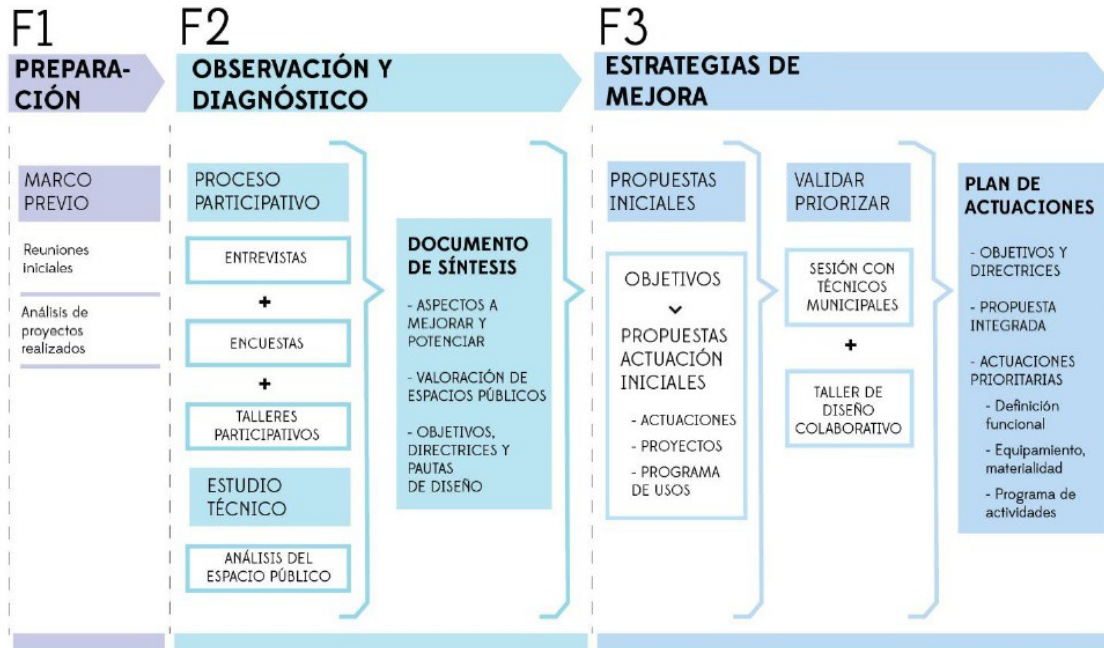 F1
PREPARA-
CIÓN
MARCO
PREVIO
Reuniones
iniciales
Análisis de
proyectos
realizados
F2
OBSERVACIÓN Y
DIAGNÓSTICO
PROCESO
PARTICIPATIVO
ENTREVISTAS
+
ENCUESTAS
+
TALLERES
PARTICIPATIVOS
ESTUDIO
TÉCNICO
ANÁLISIS DEL
ESPACIO PÚBLICO
DOCUMENTO
DE SÍNTESIS
- ASPECTOS A
MEJORAR Y
POTENCIAR
- VALORACIÓN DE
ESPACIOS PÚBLICOS
- OBJETIVOS,
DIRECTRICES Y
PAUTAS
DE DISEÑO
F3
ESTRATEGIAS DE
MEJORA
PROPUESTAS
INICIALES
OBJETIVOS
PROPUESTAS
ACTUACIÓN
INICIALES
- ACTUACIONES
- PROYECTOS
- PROGRAMA
DE USOS
VALIDAR
PRIORIZAR
SESIÓN CON
TÉCNICOS
MUNICIPALES
+
TALLER DE
DISEÑO
COLABORATIVO
PLAN DE
ACTUACIONES
- OBJETIVOS Y
DIRECTRICES
- PROPUESTA
INTEGRADA
- ACTUACIONES
PRIORITARIAS
- Definición
funcional
- Equipamiento,
materialidad
- Programa de
actividades